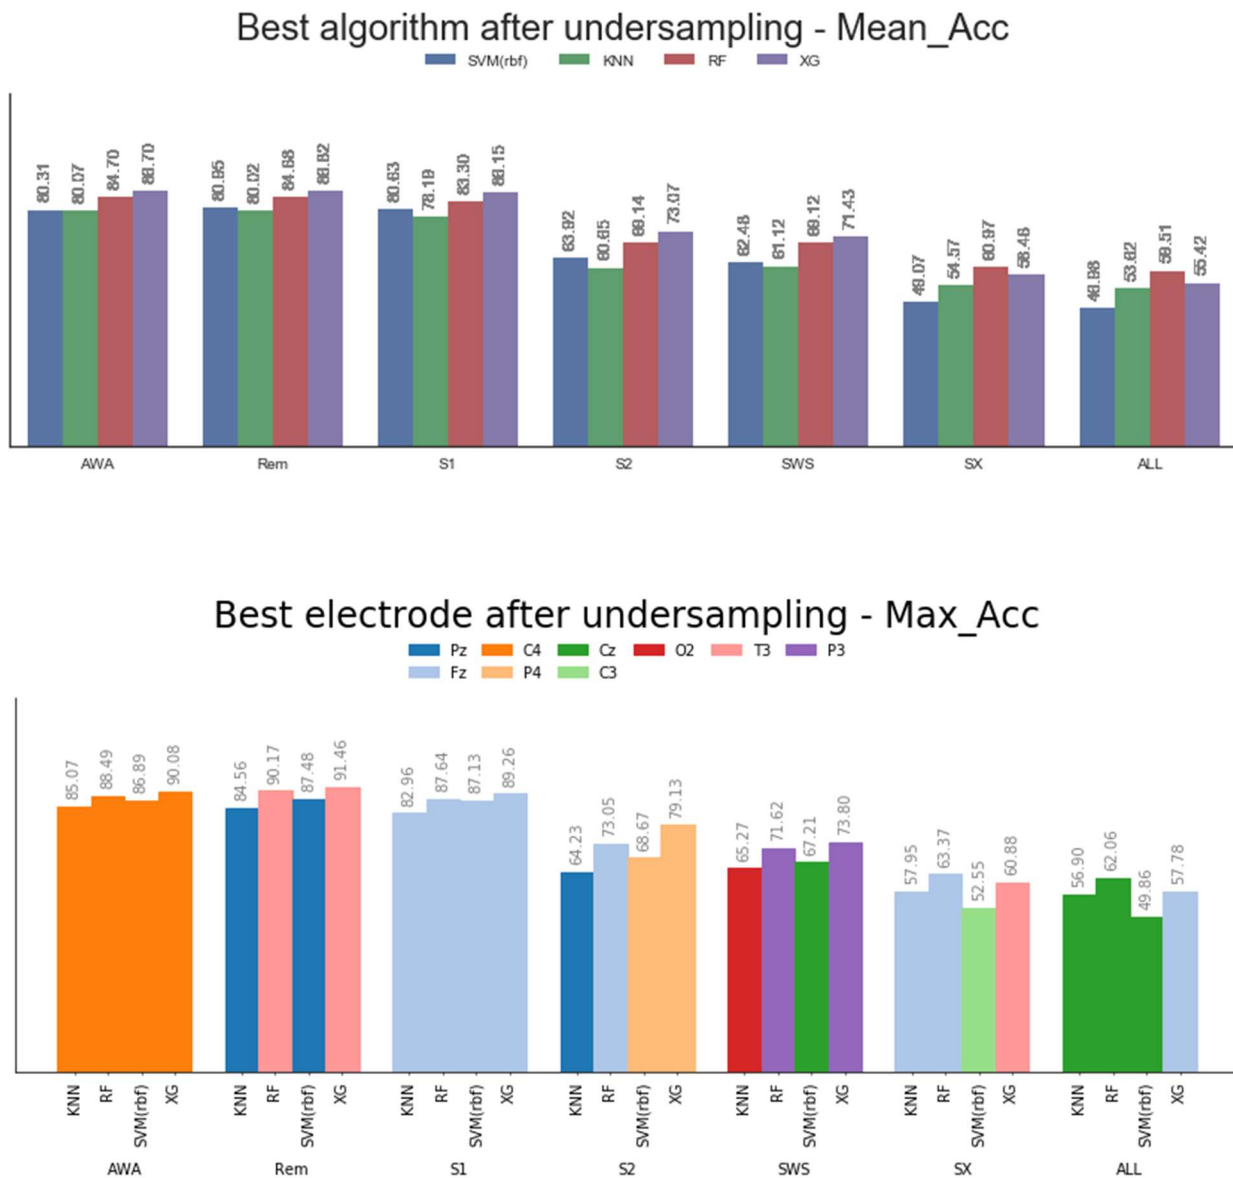 Best algorithm after undersampling - Mean_Acc
SVM(rbf) KNN RF XG
80.31 80.07 84.70 86.70 80.95 80.02 84.68 86.82 80.63 78.19 83.30 86.15 63.92 60.65 69.14 73.07 62.48 61.12 69.12 71.43 49.07 54.57 60.97 58.46 46.98 53.62 59.51 55.42
AWA Rem S1 S2 SWS SX ALL
Best electrode after undersampling - Max_Acc
Pz C4 Cz O2 T3 P3
Fz P4 C3
85.07 88.49 86.89 90.08 84.56 90.17 87.48 91.46 82.96 87.64 87.13 89.26 64.23 73.05 68.67 79.13 65.27 71.62 67.21 73.80 57.95 63.37 52.55 60.88 56.90 62.06 49.86 57.78
KNN RF SVM(rbf) XG KNN RF SVM(rbf) XG KNN RF SVM(rbf) XG KNN RF SVM(rbf) XG KNN RF SVM(rbf) XG KNN RF SVM(rbf) XG KNN RF SVM(rbf) XG
AWA Rem S1 S2 SWS SX ALL